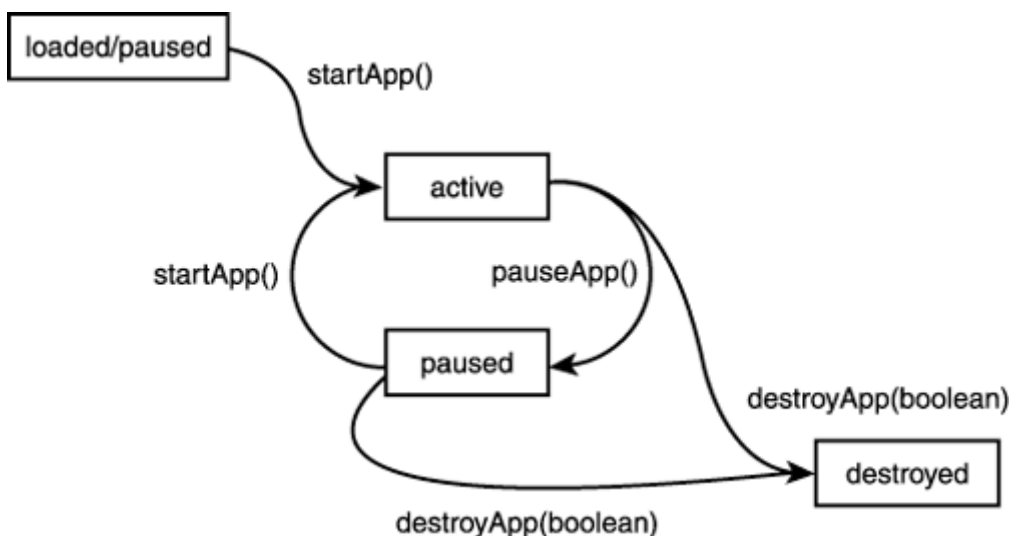 loaded/paused
startApp()
active
startApp()
pauseApp()
paused
destroyApp(boolean)
destroyed
destroyApp(boolean)